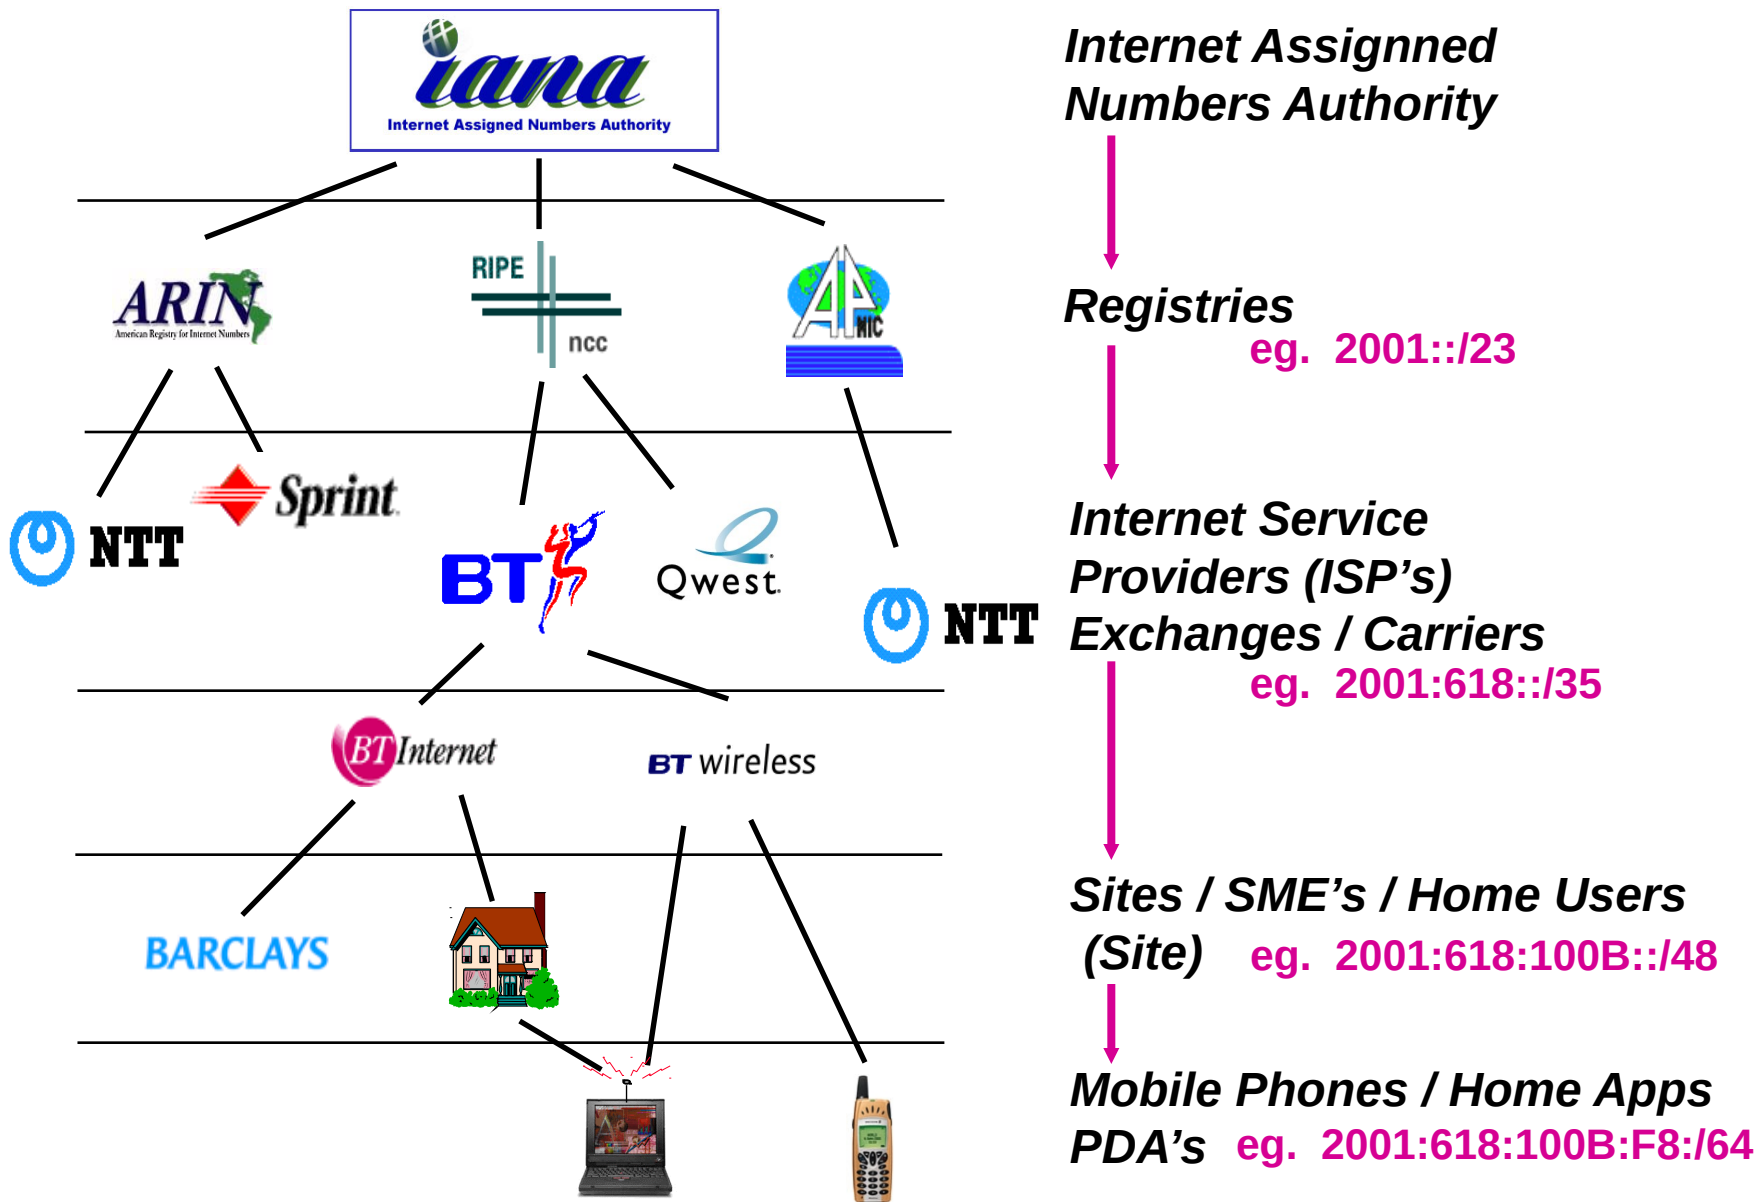 iana
Internet Assigned Numbers Authority
Internet Assignned
Numbers Authority
ARIN
American Registry for Internet Numbers
RIPE
ncc
AP
NIC
Registries
eg. 2001::/23
NTT
Sprint
BT
Qwest
NTT
Internet Service
Providers (ISP’s)
Exchanges / Carriers
eg. 2001:618::/35
BT Internet
BT wireless
BARCLAYS
Sites / SME’s / Home Users
(Site) eg. 2001:618:100B::/48
Mobile Phones / Home Apps
PDA’s eg. 2001:618:100B:F8:/64